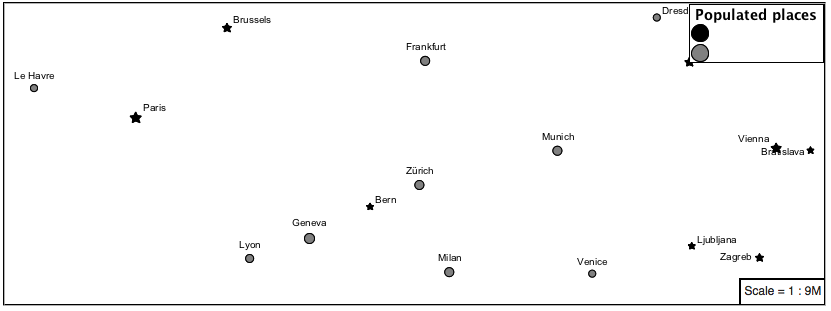 Brussels
Dresd
Populated places
Frankfurt
Le Havre
Paris
Munich
Vienna
Bratislava
Zürich
Bern
Geneva
Lyon
Ljubljana
Milan
Venice
Zagreb
Scale = 1 : 9M